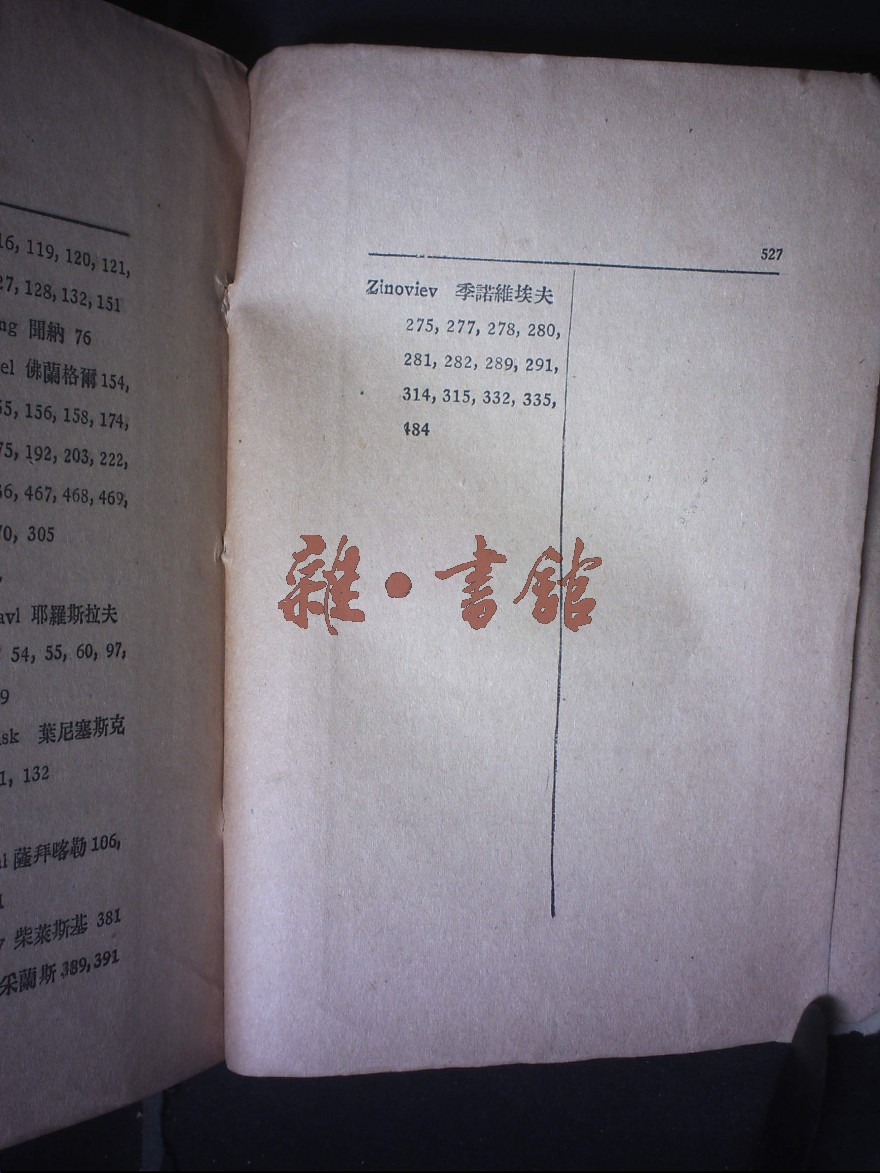 16, 119, 120, 121,
27, 128, 132, 151
ng 聞納 76
el 佛蘭格爾 154,
55, 156, 158, 174,
75, 192, 203, 222,
36, 467, 468, 469,
70, 305
avl 耶羅斯拉夫
54, 55, 60, 97,
9
sk 葉尼塞斯克
1, 132
al 薩拜喀勒 106,
1
y 柴萊斯基 381
采蘭斯 389, 391
527
Zinoviev 季諾維埃夫
275, 277, 278, 280,
281, 282, 289, 291,
314, 315, 332, 335,
484
雜·書館